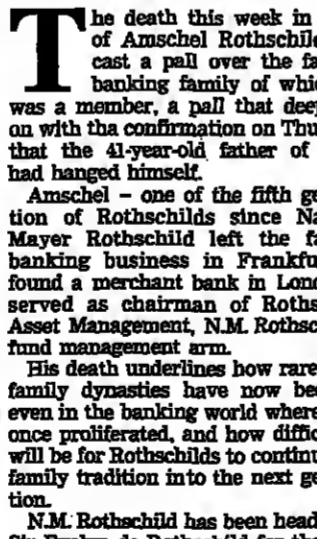 The death this week in
of Amschel Rothschild
cast a pall over the fa
banking family of whic
was a member, a pall that deep
on with tha confirmation on Thu
that the 41-year-old father of
had hanged himself.
Amschel – one of the fifth ge
tion of Rothschilds since Na
Mayer Rothschild left the fa
banking business in Frankfu
found a merchant bank in Lond
served as chairman of Roths
Asset Management, N.M. Rothsc
fund management arm.
His death underlines how rare
family dynasties have now bec
even in the banking world where
once proliferated, and how diffic
will be for Rothschilds to continu
family tradition into the next ge
tion.
N.M. Rothschild has been head